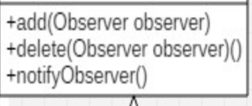 +add(Observer observer)
+delete(Observer observer)()
+notifyObserver()